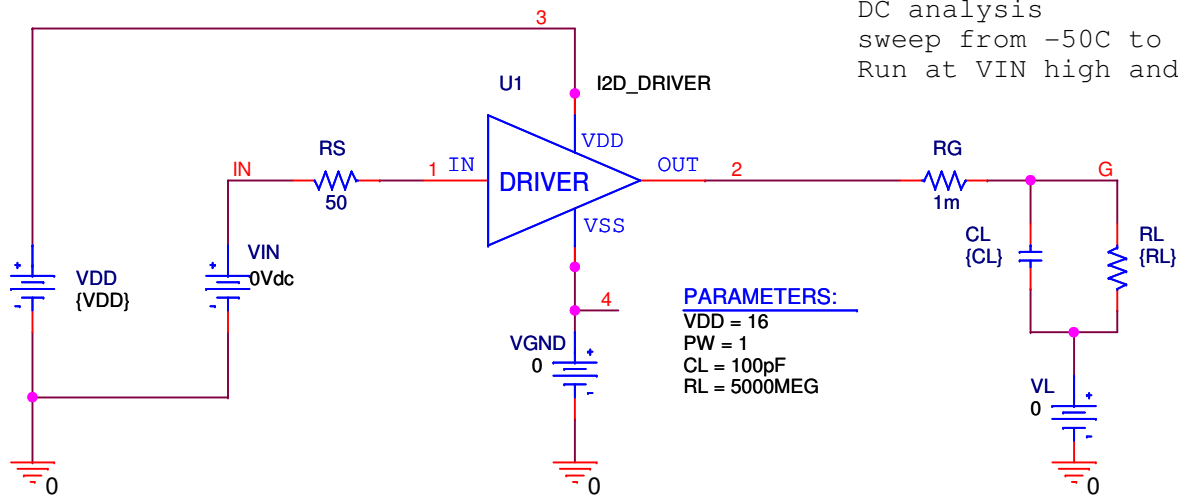 DC analysis
sweep from -50C to
Run at VIN high and
3
U1
I2D_DRIVER
VDD
IN
RS
50
1
IN
DRIVER
OUT
2
RG
1m
G
VSS
CL
{CL}
RL
{RL}
VDD
{VDD}
VIN
0Vdc
4
VGND
0
PARAMETERS:
VDD = 16
PW = 1
CL = 100pF
RL = 5000MEG
VL
0
0
0
0